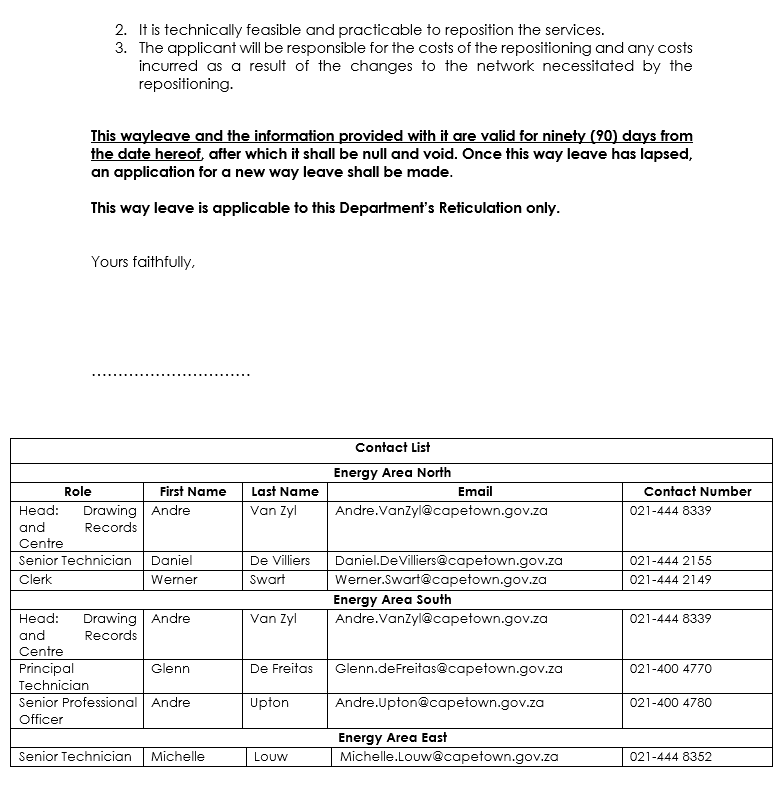 2. It is technically feasible and practicable to reposition the services.
3. The applicant will be responsible for the costs of the repositioning and any costs
incurred as a result of the changes to the network necessitated by the
repositioning.
This wayleave and the information provided with it are valid for ninety (90) days from
the date hereof, after which it shall be null and void. Once this way leave has lapsed,
an application for a new way leave shall be made.
This way leave is applicable to this Department's Reticulation only.
Yours faithfully,
..............................
Contact List
Energy Area North
Role First Name Last Name Email Contact Number
Head: Drawing Andre Van Zyl Andre.VanZyl@capetown.gov.za 021-444 8339
and Records
Centre
Senior Technician Daniel De Villiers Daniel.DeVilliers@capetown.gov.za 021-444 2155
Clerk Werner Swart Werner.Swart@capetown.gov.za 021-444 2149
Energy Area South
Head: Drawing Andre Van Zyl Andre.VanZyl@capetown.gov.za 021-444 8339
and Records
Centre
Principal Glenn De Freitas Glenn.deFreitas@capetown.gov.za 021-400 4770
Technician
Senior Professional Andre Upton Andre.Upton@capetown.gov.za 021-400 4780
Officer
Energy Area East
Senior Technician Michelle Louw Michelle.Louw@capetown.gov.za 021-444 8352